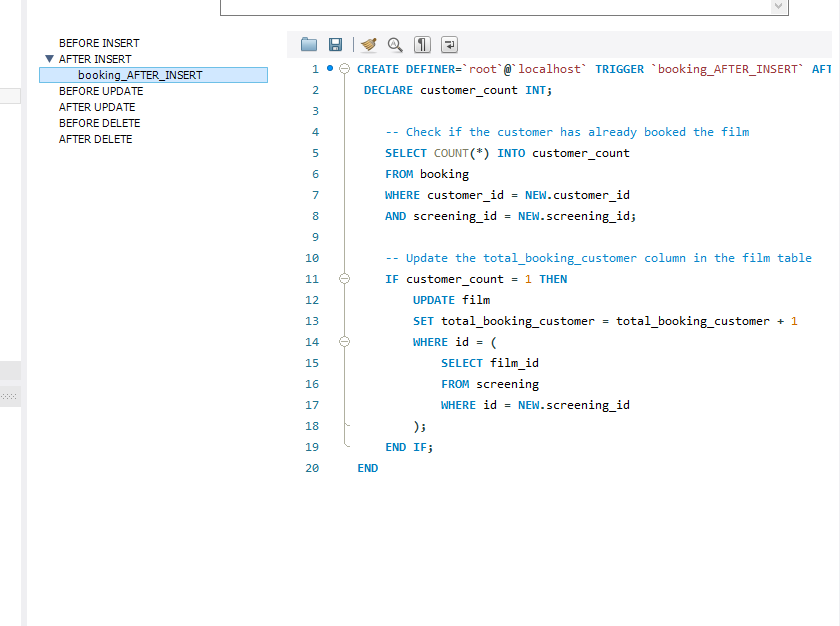 BEFORE INSERT
AFTER INSERT
booking_AFTER_INSERT
BEFORE UPDATE
AFTER UPDATE
BEFORE DELETE
AFTER DELETE
1 CREATE DEFINER=`root`@`localhost` TRIGGER `booking_AFTER_INSERT` AFT
2 DECLARE customer_count INT;
3
4 -- Check if the customer has already booked the film
5 SELECT COUNT(*) INTO customer_count
6 FROM booking
7 WHERE customer_id = NEW.customer_id
8 AND screening_id = NEW.screening_id;
9
10 -- Update the total_booking_customer column in the film table
11 IF customer_count = 1 THEN
12 UPDATE film
13 SET total_booking_customer = total_booking_customer + 1
14 WHERE id = (
15 SELECT film_id
16 FROM screening
17 WHERE id = NEW.screening_id
18 );
19 END IF;
20 END